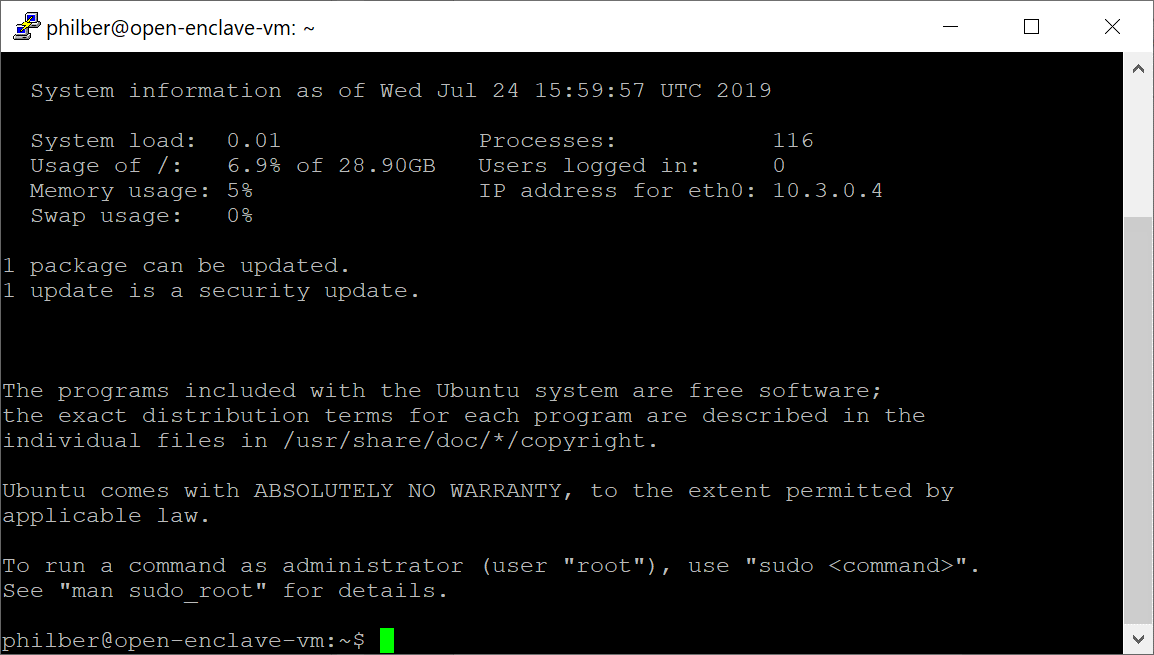 philber@open-enclave-vm: ~
System information as of Wed Jul 24 15:59:57 UTC 2019
System load:  0.01              Processes:           116
Usage of /:   6.9% of 28.90GB   Users logged in:     0
Memory usage: 5%                IP address for eth0: 10.3.0.4
Swap usage:   0%
1 package can be updated.
1 update is a security update.
The programs included with the Ubuntu system are free software;
the exact distribution terms for each program are described in the
individual files in /usr/share/doc/*/copyright.
Ubuntu comes with ABSOLUTELY NO WARRANTY, to the extent permitted by
applicable law.
To run a command as administrator (user "root"), use "sudo <command>".
See "man sudo_root" for details.
philber@open-enclave-vm:~$